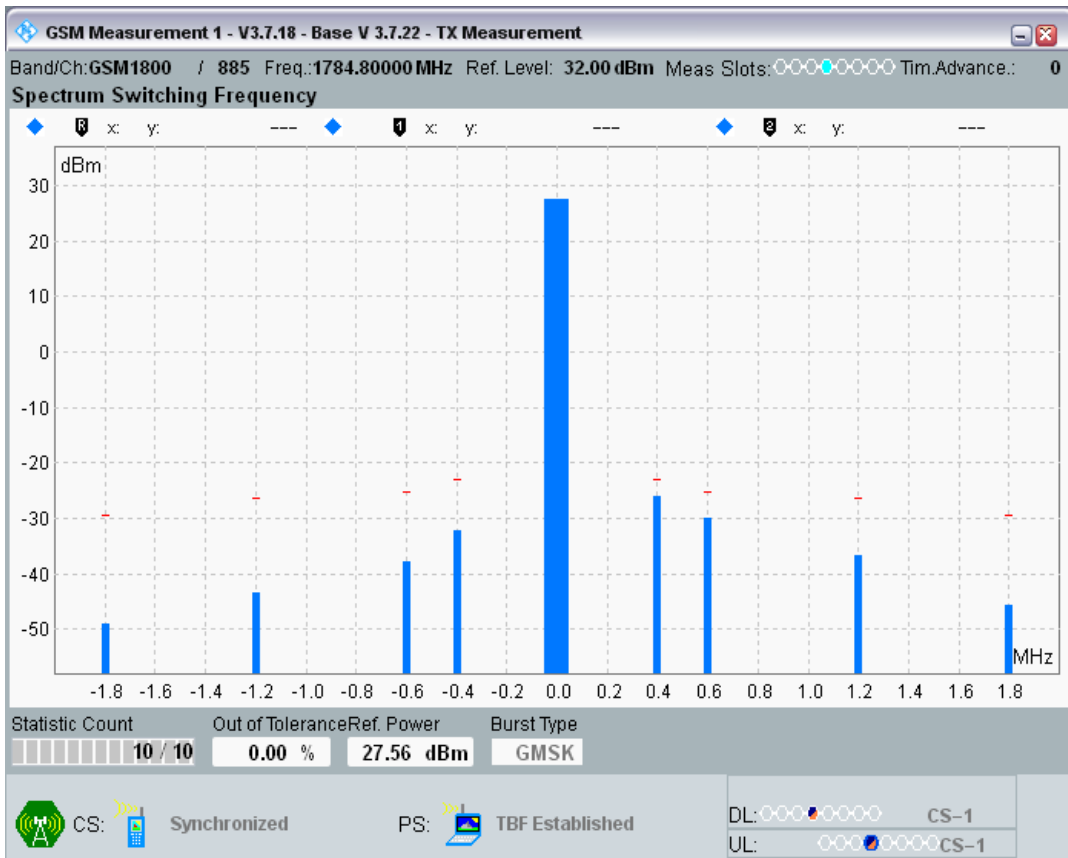 GSM Measurement 1 - V3.7.18 - Base V 3.7.22 - TX Measurement
Band/Ch:GSM1800 / 885 Freq.:1784.80000 MHz Ref. Level: 32.00 dBm Meas Slots: Tim.Advance.: 0
Spectrum Switching Frequency
R x: y: --- 1 x: y: --- 2 x: y: ---
dBm
30
20
10
0
-10
-20
-30
-40
-50
MHz
-1.8 -1.6 -1.4 -1.2 -1.0 -0.8 -0.6 -0.4 -0.2 0.0 0.2 0.4 0.6 0.8 1.0 1.2 1.4 1.6 1.8
Statistic Count Out of Tolerance Ref. Power Burst Type
10 / 10 0.00 % 27.56 dBm GMSK
CS: Synchronized PS: TBF Established
DL: CS-1
UL: CS-1